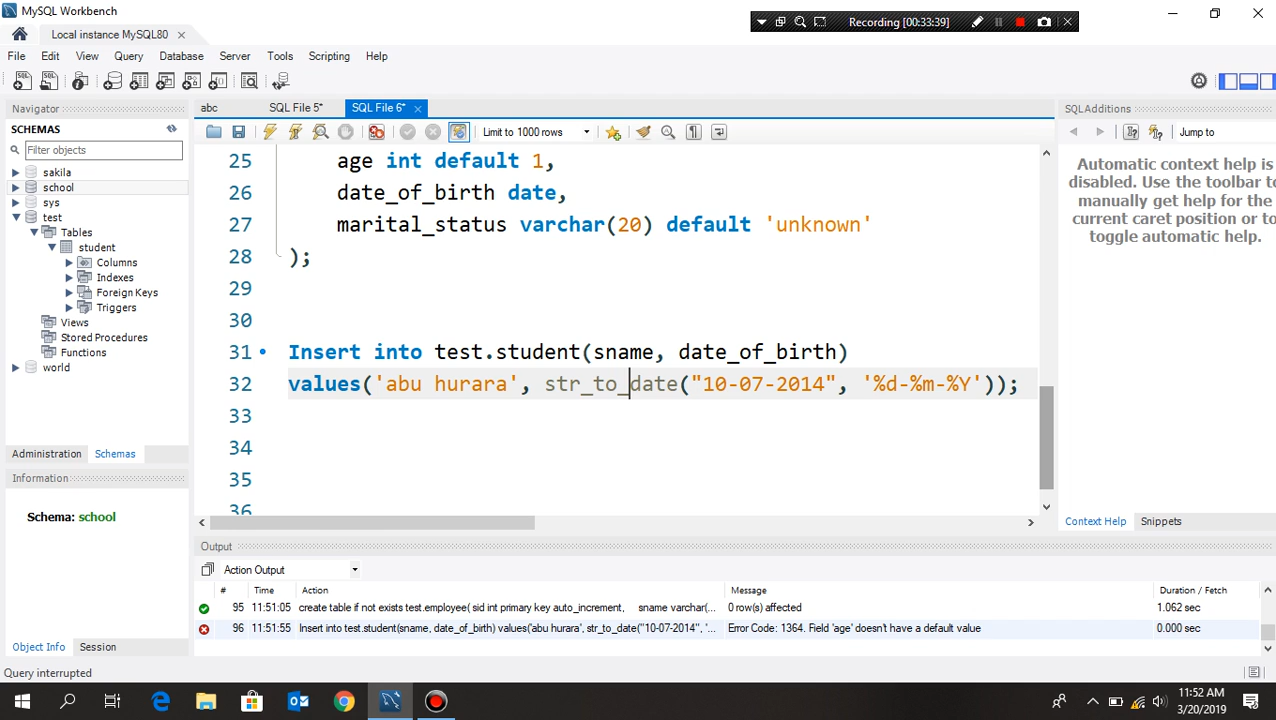 MySQL Workbench
Recording [00:33:39]
Local instance MySQL80
File Edit View Query Database Server Tools Scripting Help
Navigator
SCHEMAS
Filter objects
sakila
school
sys
test
Tables
student
Columns
Indexes
Foreign Keys
Triggers
Views
Stored Procedures
Functions
world
Administration Schemas
Information
Schema: school
Object Info Session
abc SQL File 5* SQL File 6*
Limit to 1000 rows
25 age int default 1,
26 date_of_birth date,
27 marital_status varchar(20) default 'unknown'
28 );
29
30
31 Insert into test.student(sname, date_of_birth)
32 values('abu hurara', str_to_date("10-07-2014", '%d-%m-%Y'));
33
34
35
36
SQLAdditions
Jump to
Automatic context help is
disabled. Use the toolbar to
manually get help for the
current caret position or to
toggle automatic help.
Context Help Snippets
Output
Action Output
# Time Action Message Duration / Fetch
95 11:51:05 create table if not exists test.employee( sid int primary key auto_increment, sname varchar(... 0 row(s) affected 1.062 sec
96 11:51:55 Insert into test.student(sname, date_of_birth) values('abu hurara', str_to_date("10-07-2014", '... Error Code: 1364. Field 'age' doesn't have a default value 0.000 sec
Query interrupted
11:52 AM
3/20/2019